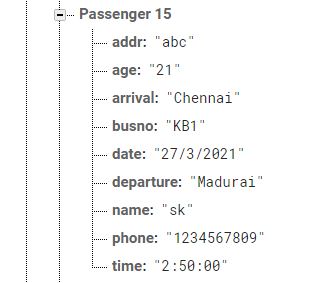 Passenger 15
addr: "abc"
age: "21"
arrival: "Chennai"
busno: "KB1"
date: "27/3/2021"
departure: "Madurai"
name: "sk"
phone: "1234567809"
time: "2:50:00"